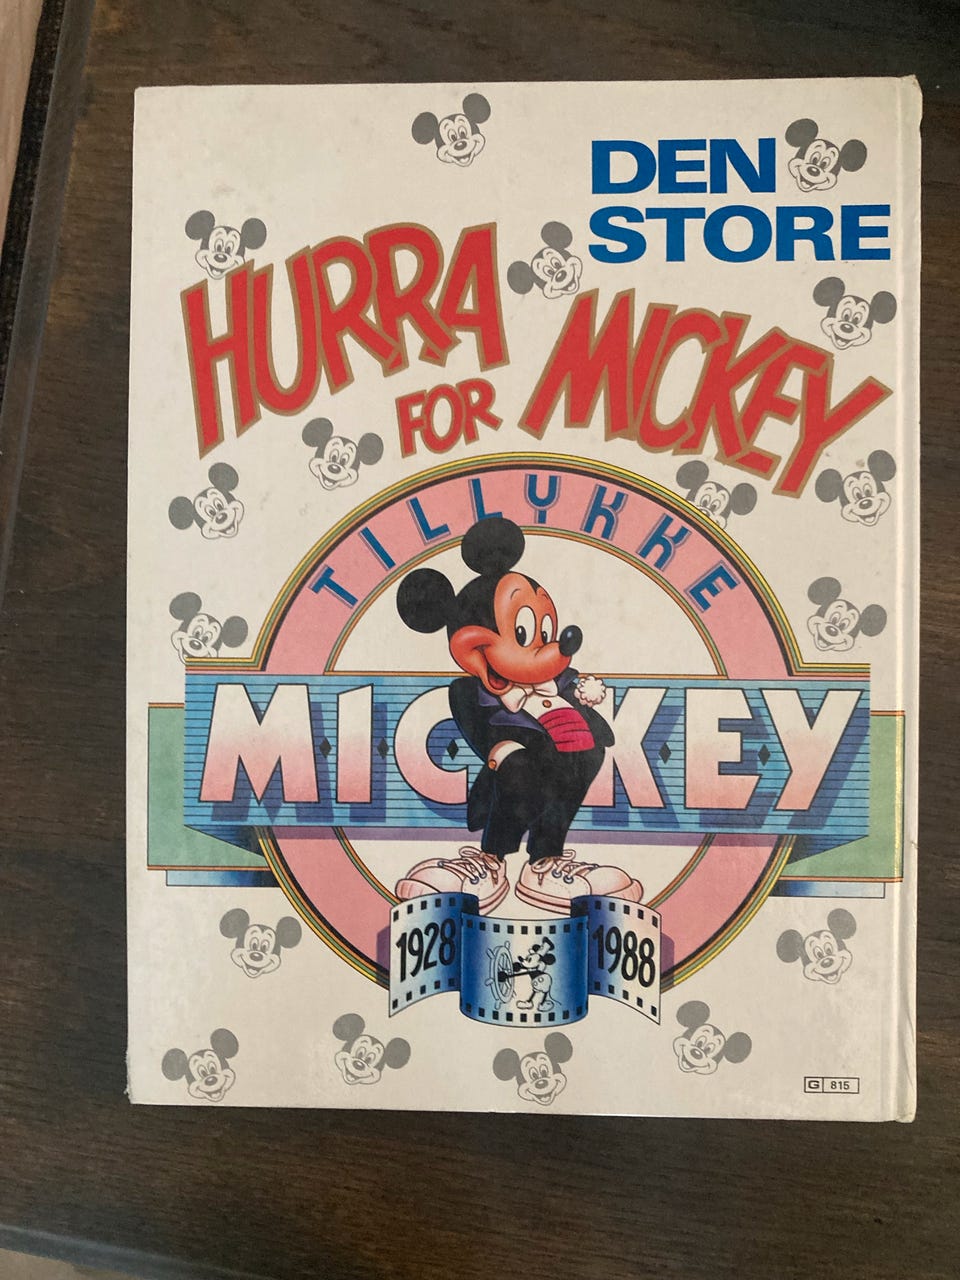 DEN
STORE
HURRA
FOR
MICKEY
TILLYKKE
MICKEY
1928
1988
G 815